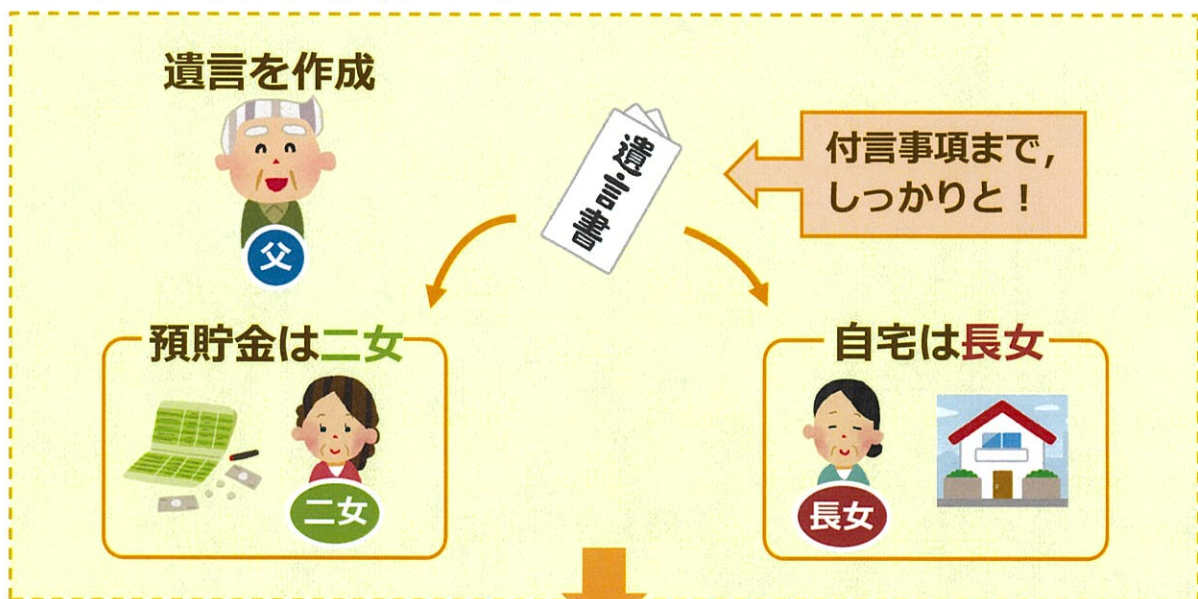 遺言を作成
父
遺言書
付言事項まで,
しっかりと！
預貯金は二女
二女
自宅は長女
長女